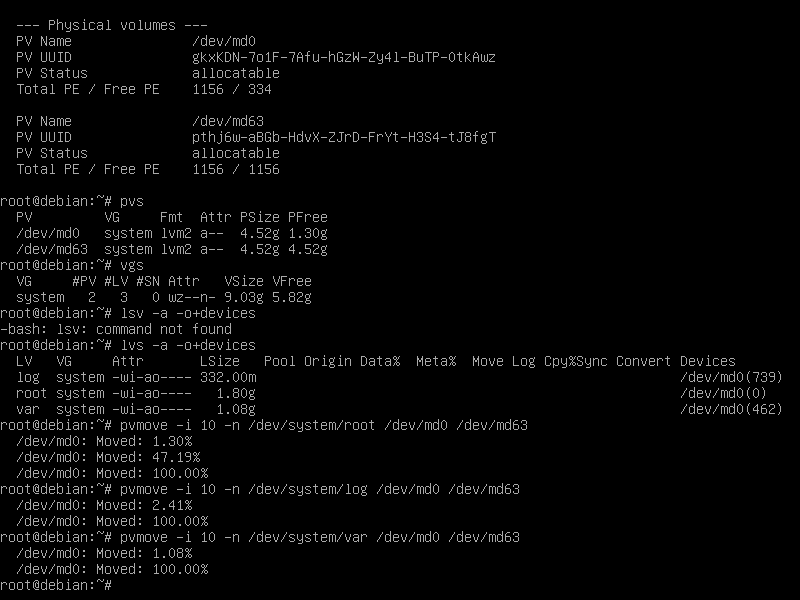 --- Physical volumes ---
PV Name               /dev/md0
PV UUID               gkxKDN-7o1F-7Afu-hGzW-Zy4l-BuTP-0tkAwz
PV Status             allocatable
Total PE / Free PE    1156 / 334
PV Name               /dev/md63
PV UUID               pthj6w-aBGb-HdvX-ZJrD-FrYt-H3S4-tJ8fgT
PV Status             allocatable
Total PE / Free PE    1156 / 1156
root@debian:~# pvs
  PV         VG     Fmt  Attr PSize PFree
  /dev/md0   system lvm2 a--  4.52g 1.30g
  /dev/md63  system lvm2 a--  4.52g 4.52g
root@debian:~# vgs
  VG     #PV #LV #SN Attr   VSize VFree
  system   2   3   0 wz--n- 9.03g 5.82g
root@debian:~# lsv -a -o+devices
-bash: lsv: command not found
root@debian:~# lvs -a -o+devices
  LV   VG     Attr       LSize   Pool Origin Data%  Meta%  Move Log Cpy%Sync Convert Devices
  log  system -wi-ao---- 332.00m                                                     /dev/md0(739)
  root system -wi-ao----   1.80g                                                     /dev/md0(0)
  var  system -wi-ao----   1.08g                                                     /dev/md0(462)
root@debian:~# pvmove -i 10 -n /dev/system/root /dev/md0 /dev/md63
  /dev/md0: Moved: 1.30%
  /dev/md0: Moved: 47.19%
  /dev/md0: Moved: 100.00%
root@debian:~# pvmove -i 10 -n /dev/system/log /dev/md0 /dev/md63
  /dev/md0: Moved: 2.41%
  /dev/md0: Moved: 100.00%
root@debian:~# pvmove -i 10 -n /dev/system/var /dev/md0 /dev/md63
  /dev/md0: Moved: 1.08%
  /dev/md0: Moved: 100.00%
root@debian:~#